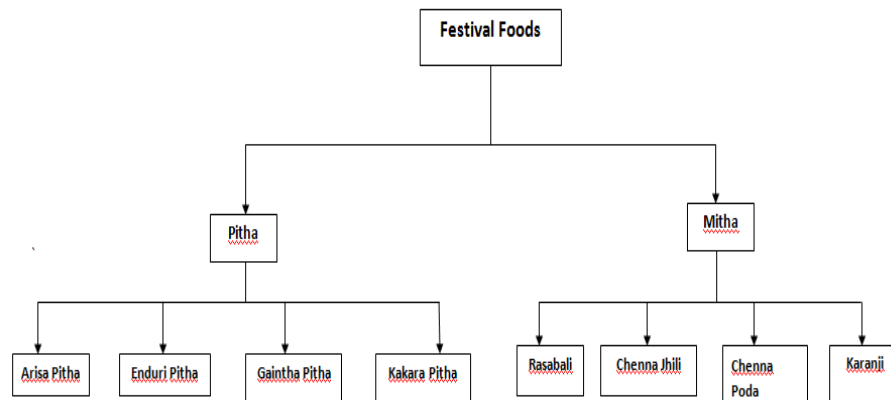 Festival Foods
Pitha
Mitha
Arisa Pitha
Enduri Pitha
Gaintha Pitha
Kakara Pitha
Rasabali
Chenna Jhili
Chenna
Poda
Karanji